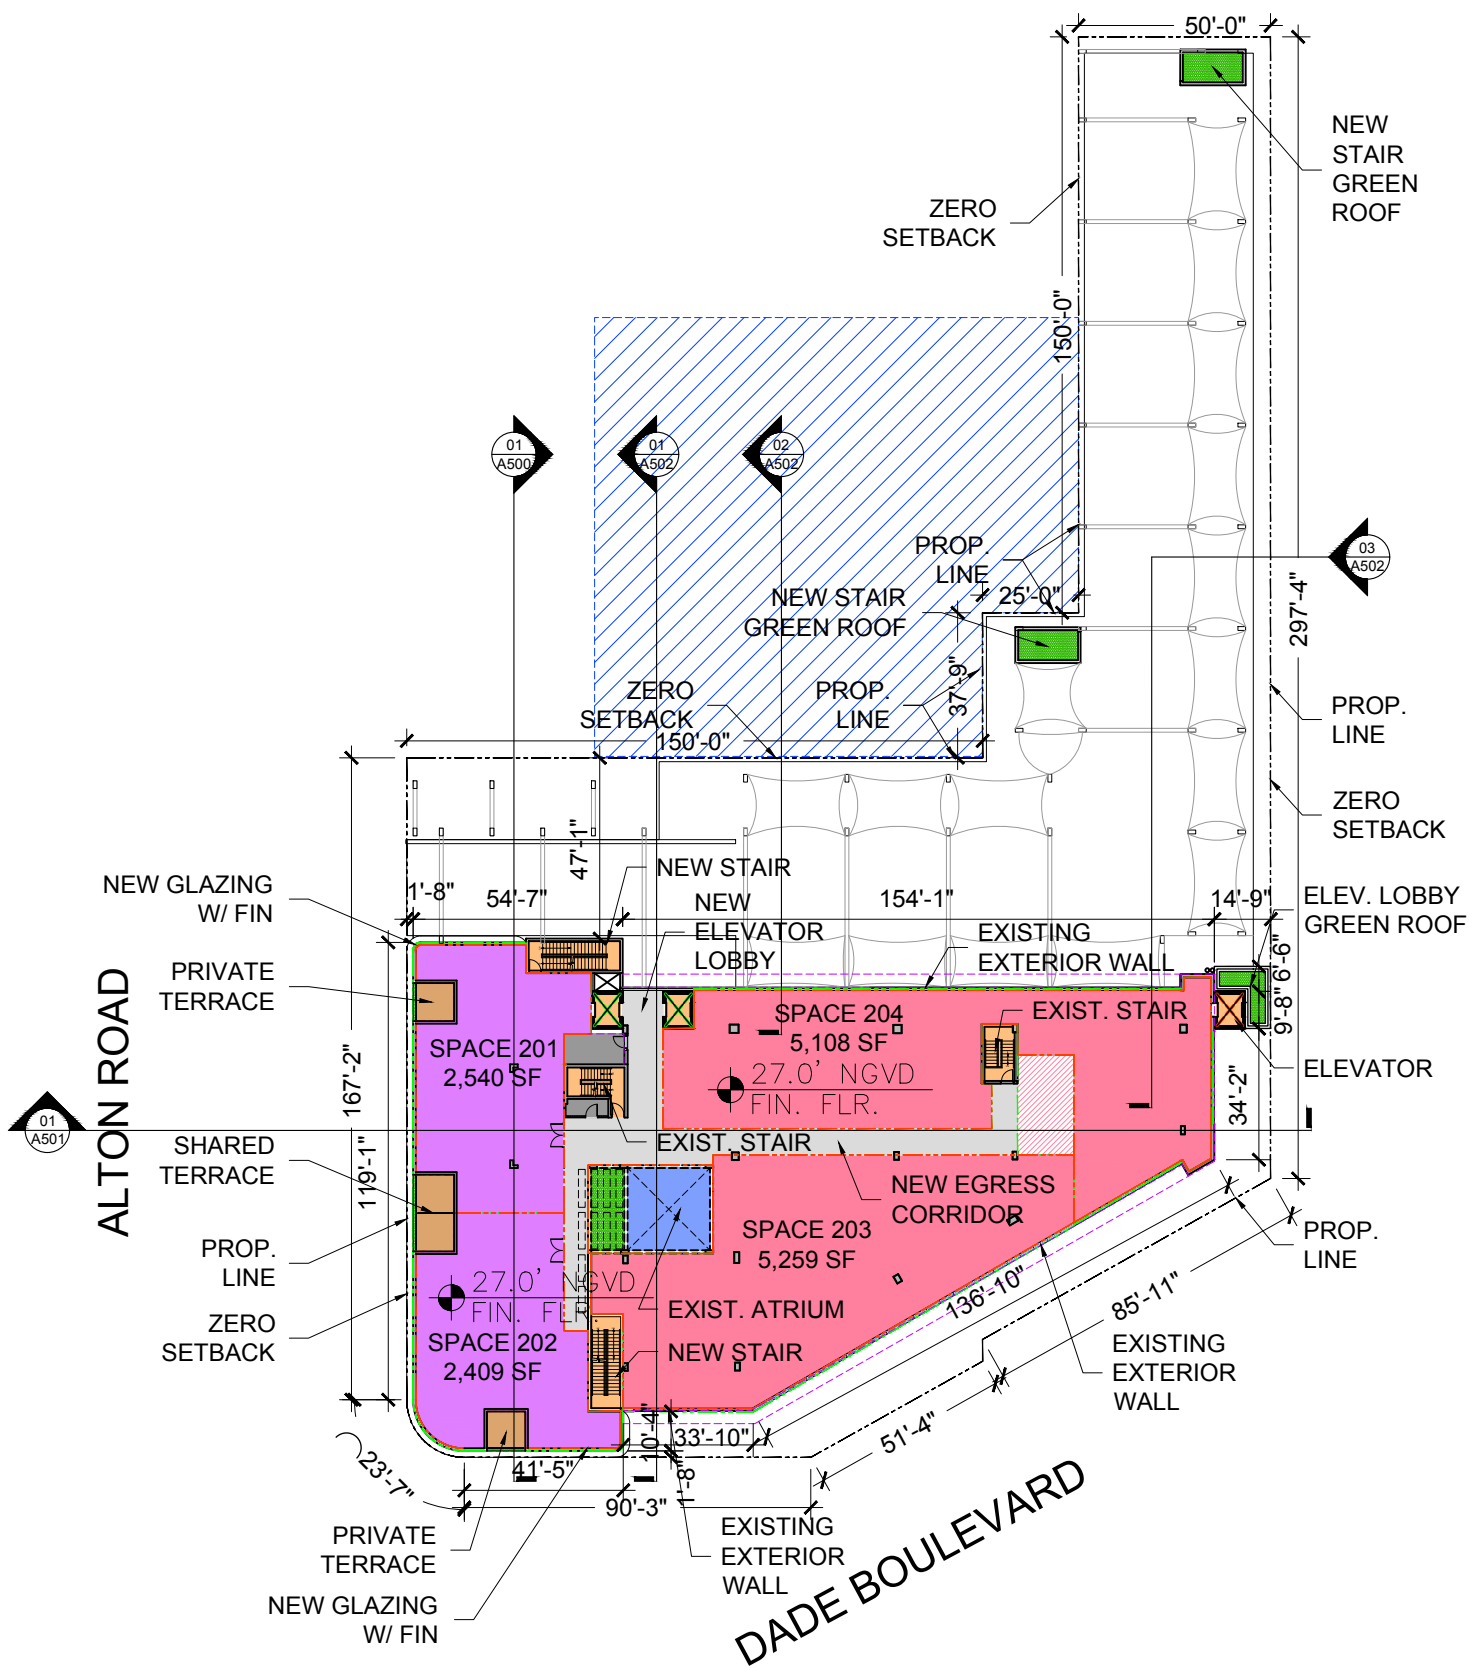 50'-0"
NEW
STAIR
GREEN
ROOF
ZERO
SETBACK
150'-0"
01
A500
01
A502
02
A502
03
A502
PROP.
LINE
25'-0"
NEW STAIR
GREEN ROOF
297'-4"
37'-9"
ZERO
SETBACK
PROP.
LINE
150'-0"
PROP.
LINE
ZERO
SETBACK
47'-1"
NEW STAIR
NEW GLAZING
W/ FIN
1'-8"
54'-7"
NEW
ELEVATOR
LOBBY
154'-1"
14'-9"
ELEV. LOBBY
GREEN ROOF
EXISTING
EXTERIOR WALL
PRIVATE
TERRACE
6'-6"
9'-8"
SPACE 204
5,108 SF
EXIST. STAIR
SPACE 201
2,540 SF
27.0' NGVD
FIN. FLR.
ELEVATOR
ALTON ROAD
167'-2"
119'-1"
34'-2"
01
A501
SHARED
TERRACE
EXIST. STAIR
NEW EGRESS
CORRIDOR
SPACE 203
5,259 SF
PROP.
LINE
PROP.
LINE
27.0' NGVD
FIN. FLR.
EXIST. ATRIUM
136'-10"
85'-11"
ZERO
SETBACK
SPACE 202
2,409 SF
NEW STAIR
EXISTING
EXTERIOR
WALL
10'-4"
33'-10"
51'-4"
23'-7"
41'-5"
1'-8"
90'-3"
PRIVATE
TERRACE
EXISTING
EXTERIOR
WALL
NEW GLAZING
W/ FIN
DADE BOULEVARD